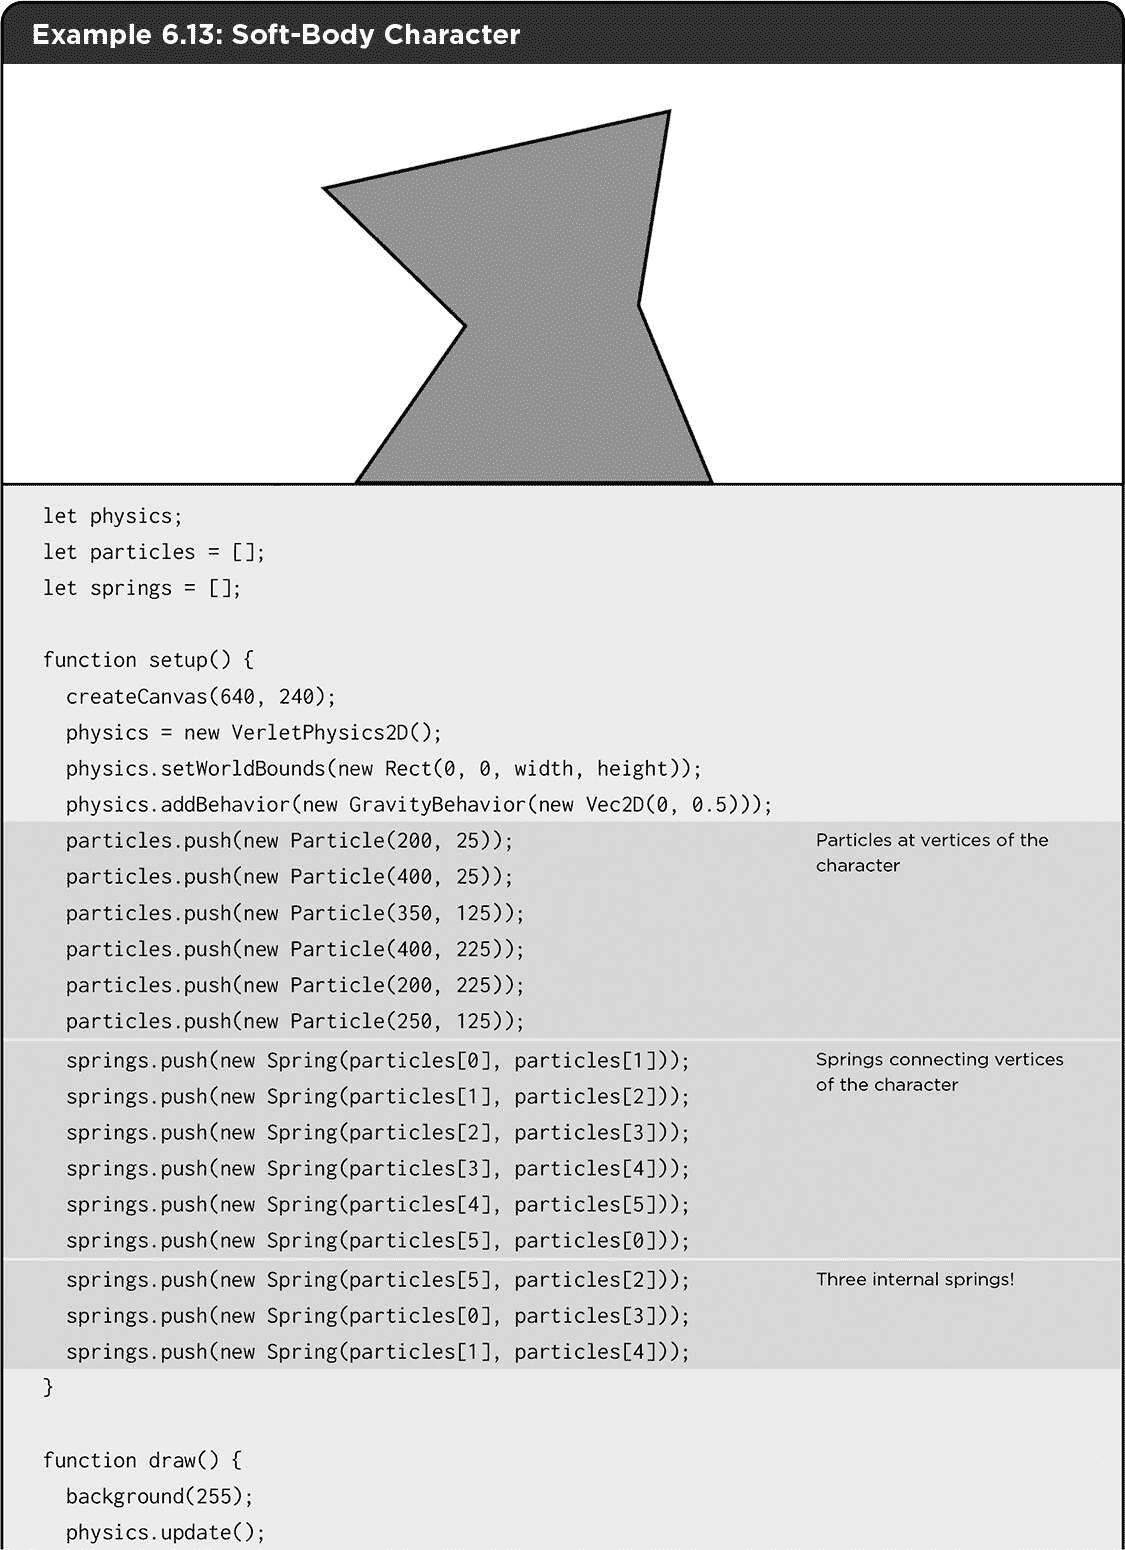 Example 6.13: Soft-Body Character
let physics;
let particles = [];
let springs = [];
function setup() {
createCanvas(640, 240);
physics = new VerletPhysics2D();
physics.setWorldBounds(new Rect(0, 0, width, height));
physics.addBehavior(new GravityBehavior(new Vec2D(0, 0.5)));
particles.push(new Particle(200, 25));
Particles at vertices of the
character
particles.push(new Particle(400, 25));
particles.push(new Particle(350, 125));
particles.push(new Particle(400, 225));
particles.push(new Particle(200, 225));
particles.push(new Particle(250, 125));
springs.push(new Spring(particles[0], particles[1]));
Springs connecting vertices
of the character
springs.push(new Spring(particles[1], particles[2]));
springs.push(new Spring(particles[2], particles[3]));
springs.push(new Spring(particles[3], particles[4]));
springs.push(new Spring(particles[4], particles[5]));
springs.push(new Spring(particles[5], particles[0]));
springs.push(new Spring(particles[5], particles[2]));
Three internal springs!
springs.push(new Spring(particles[0], particles[3]));
springs.push(new Spring(particles[1], particles[4]));
}
function draw() {
background(255);
physics.update();